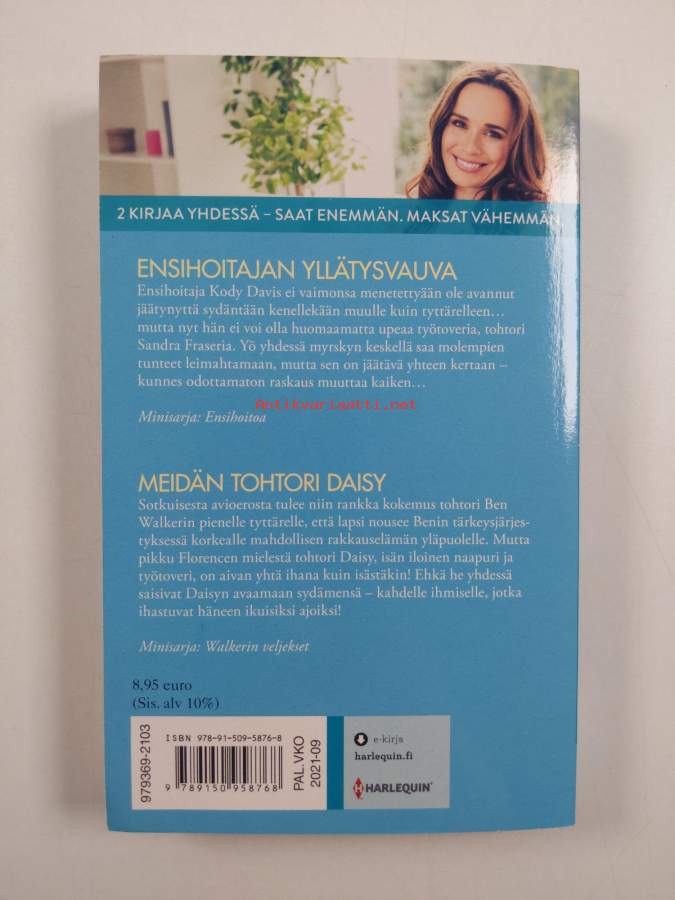 2 KIRJAA YHDESSÄ – SAAT ENEMMÄN. MAKSAT VÄHEMMÄN.
ENSIHOITAJAN YLLÄTYSVAUVA
Ensihoitaja Kody Davis ei vaimonsa menetettyään ole avannut
jäätynyttä sydäntään kenellekään muulle kuin tyttärelleen…
mutta nyt hän ei voi olla huomaamatta upeaa työtoveria, tohtori
Sandra Fraseria. Yö yhdessä myrskyn keskellä saa molempien
tunteet leimahtamaan, mutta sen on jäätävä yhteen kertaan –
kunnes odottamaton raskaus muuttaa kaiken…
Antikvariaatti.net
Minisarja: Ensihoitoa
MEIDÄN TOHTORI DAISY
Sotkuisesta avioerosta tulee niin rankka kokemus tohtori Ben
Walkerin pienelle tyttärelle, että lapsi nousee Benin tärkeysjärjes-
tyksessä korkealle mahdollisen rakkauselämän yläpuolelle. Mutta
pikku Florencen mielestä tohtori Daisy, isän iloinen naapuri ja
työtoveri, on aivan yhtä ihana kuin isästäkin! Ehkä he yhdessä
saisivat Daisyn avaamaan sydämensä – kahdelle ihmiselle, jotka
ihastuvat häneen ikuisiksi ajoiksi!
Minisarja: Walkerin veljekset
8,95 euro
(Sis. alv 10%)
979369-2103
ISBN 978-91-509-5876-8
9 789150 958768
PAL.VKO
2021-09
e-kirja
harlequin.fi
HARLEQUIN